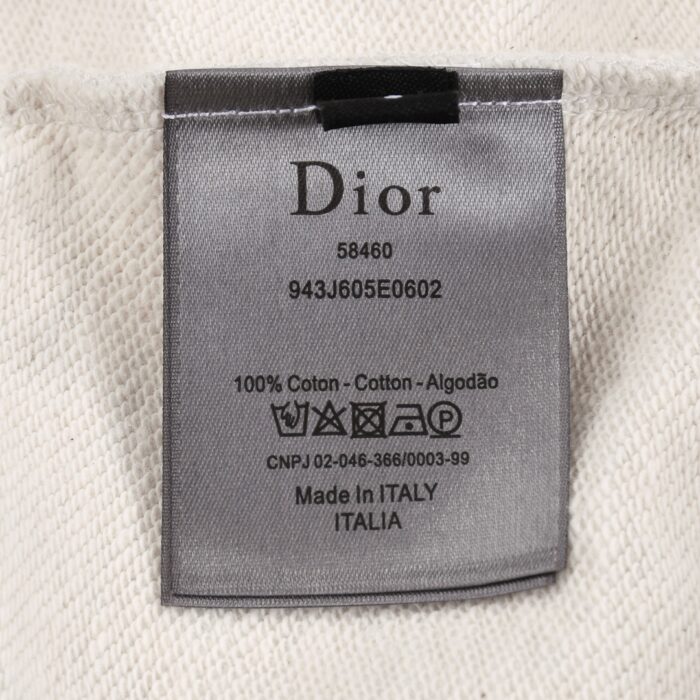 Dior
58460
943J605E0602
100% Coton - Cotton - Algodão
P
CNPJ 02-046-366/0003-99
Made In ITALY
ITALIA